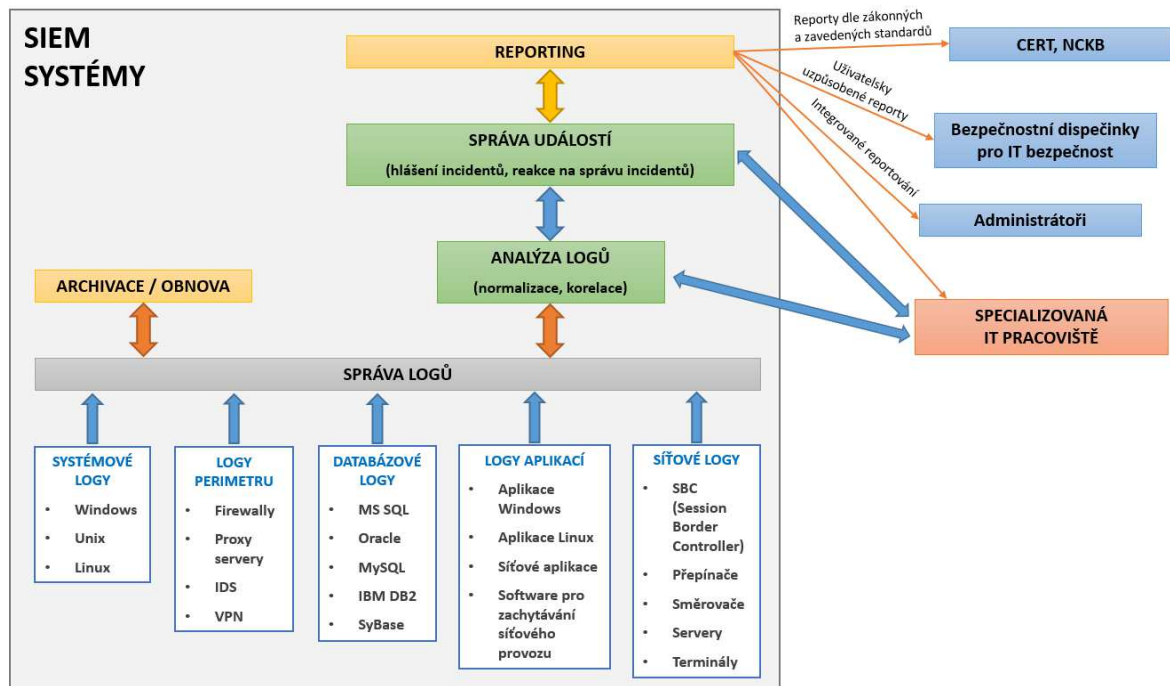 SIEM
SYSTÉMY
REPORTING
Reporty dle zákonných
a zavedených standardů
CERT, NCKB
Uživatelsky
uzpůsobené reporty
Bezpečnostní dispečinky
pro IT bezpečnost
Integrované reportování
Administrátoři
SPRÁVA UDÁLOSTÍ
(hlášení incidentů, reakce na správu incidentů)
ANALÝZA LOGŮ
(normalizace, korelace)
ARCHIVACE / OBNOVA
SPECIALIZOVANÁ
IT PRACOVIŠTĚ
SPRÁVA LOGŮ
SYSTÉMOVÉ
LOGY
• Windows
• Unix
• Linux
LOGY
PERIMETRU
• Firewally
• Proxy
servery
• IDS
• VPN
DATABÁZOVÉ
LOGY
• MS SQL
• Oracle
• MySQL
• IBM DB2
• SyBase
LOGY APLIKACÍ
• Aplikace
Windows
• Aplikace Linux
• Síťové aplikace
• Software pro
zachytávání
síťového
provozu
SÍŤOVÉ LOGY
• SBC
(Session
Border
Controller)
• Přepínače
• Směrovače
• Servery
• Terminály